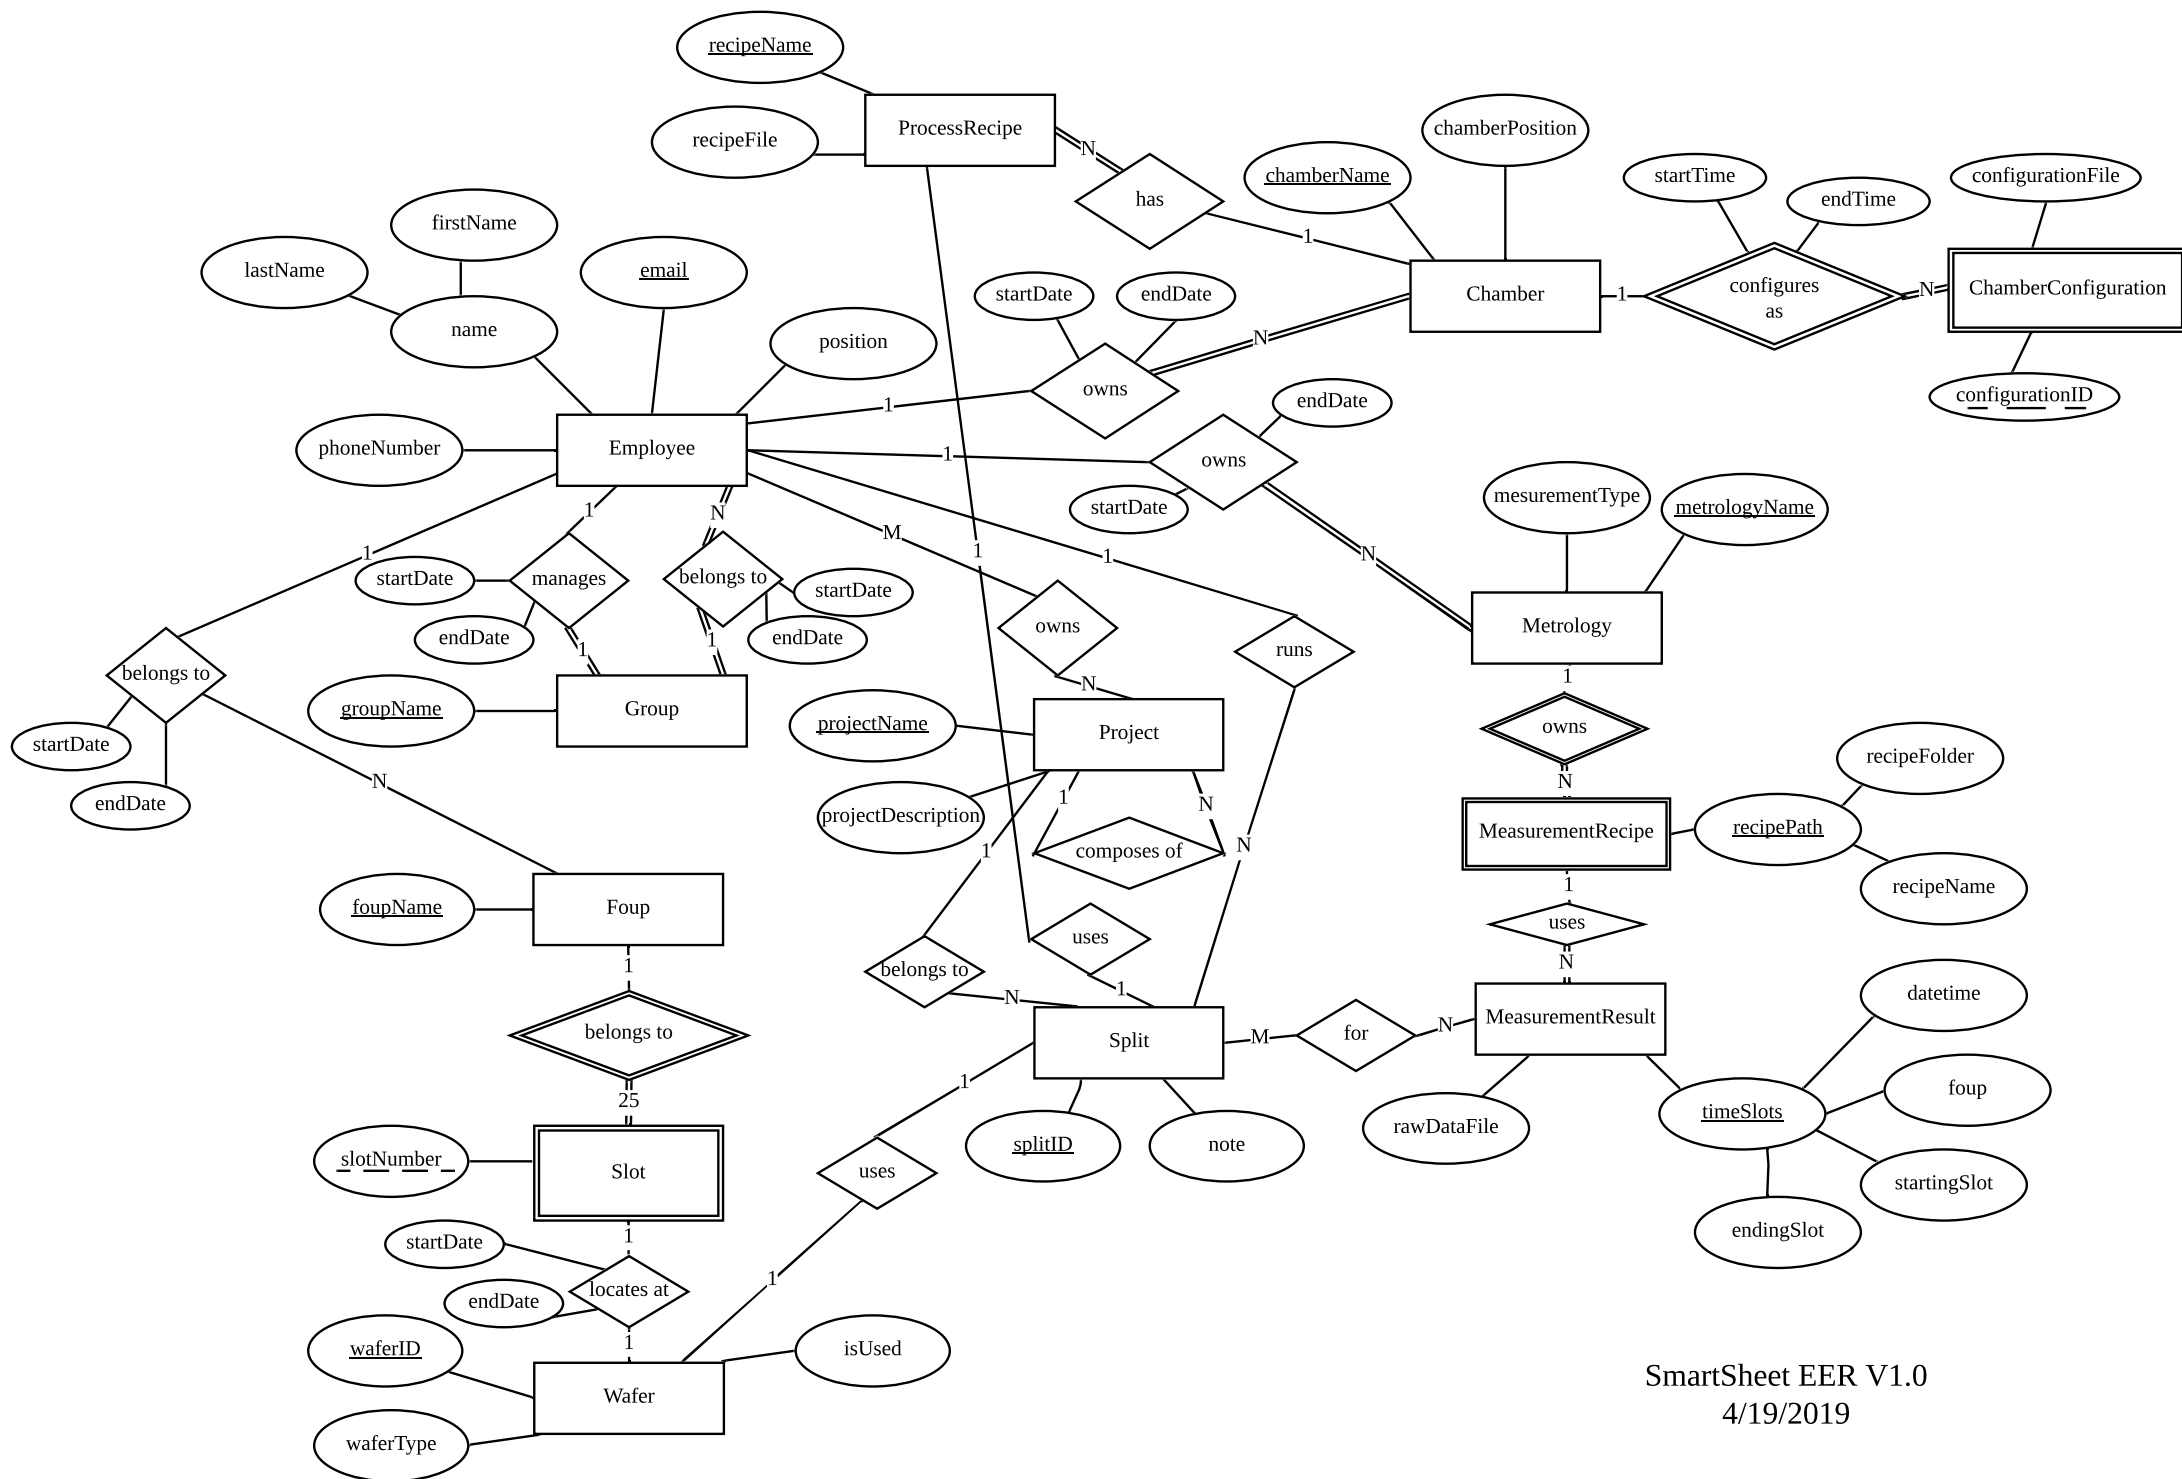 recipeName
ProcessRecipe
recipeFile
N
has
1
chamberName
chamberPosition
Chamber
1
startTime
endTime
configures
as
N
configurationFile
ChamberConfiguration
configurationID
firstName
lastName
name
email
position
phoneNumber
Employee
1
startDate
endDate
owns
N
1
owns
endDate
startDate
N
mesurementType
metrologyName
Metrology
1
N
M
1
1
1
startDate
manages
endDate
1
belongs to
startDate
endDate
1
belongs to
startDate
endDate
N
groupName
Group
owns
N
runs
N
projectName
Project
projectDescription
1
N
composes of
1
1
owns
N
MeasurementRecipe
recipePath
recipeFolder
recipeName
1
uses
N
foupName
Foup
1
belongs to
25
belongs to
N
uses
1
Split
M
for
N
MeasurementResult
datetime
foup
timeSlots
startingSlot
endingSlot
rawDataFile
splitID
note
1
uses
1
slotNumber
Slot
1
startDate
locates at
endDate
1
waferID
Wafer
isUsed
waferType
SmartSheet EER V1.0
4/19/2019